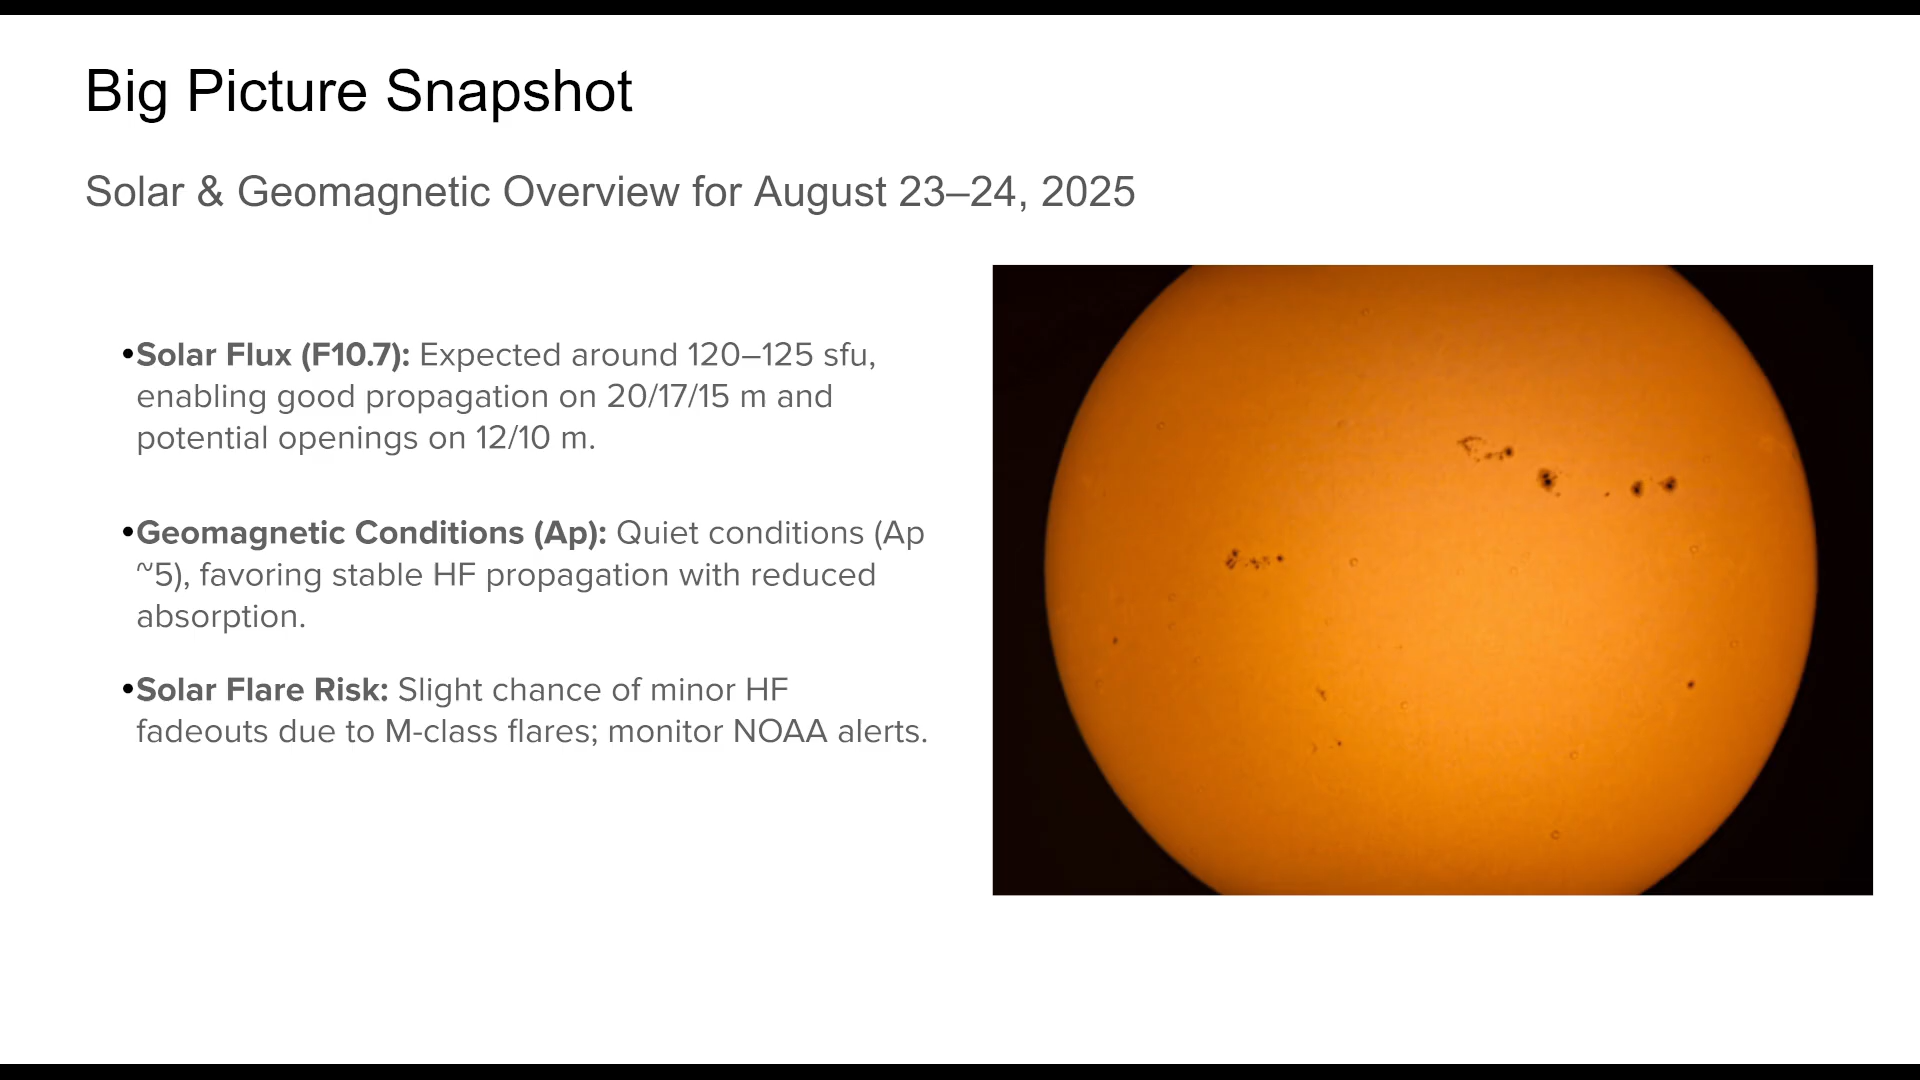 Big Picture Snapshot
Solar & Geomagnetic Overview for August 23–24, 2025
•Solar Flux (F10.7): Expected around 120–125 sfu,
enabling good propagation on 20/17/15 m and
potential openings on 12/10 m.
•Geomagnetic Conditions (Ap): Quiet conditions (Ap
~5), favoring stable HF propagation with reduced
absorption.
•Solar Flare Risk: Slight chance of minor HF
fadeouts due to M-class flares; monitor NOAA alerts.